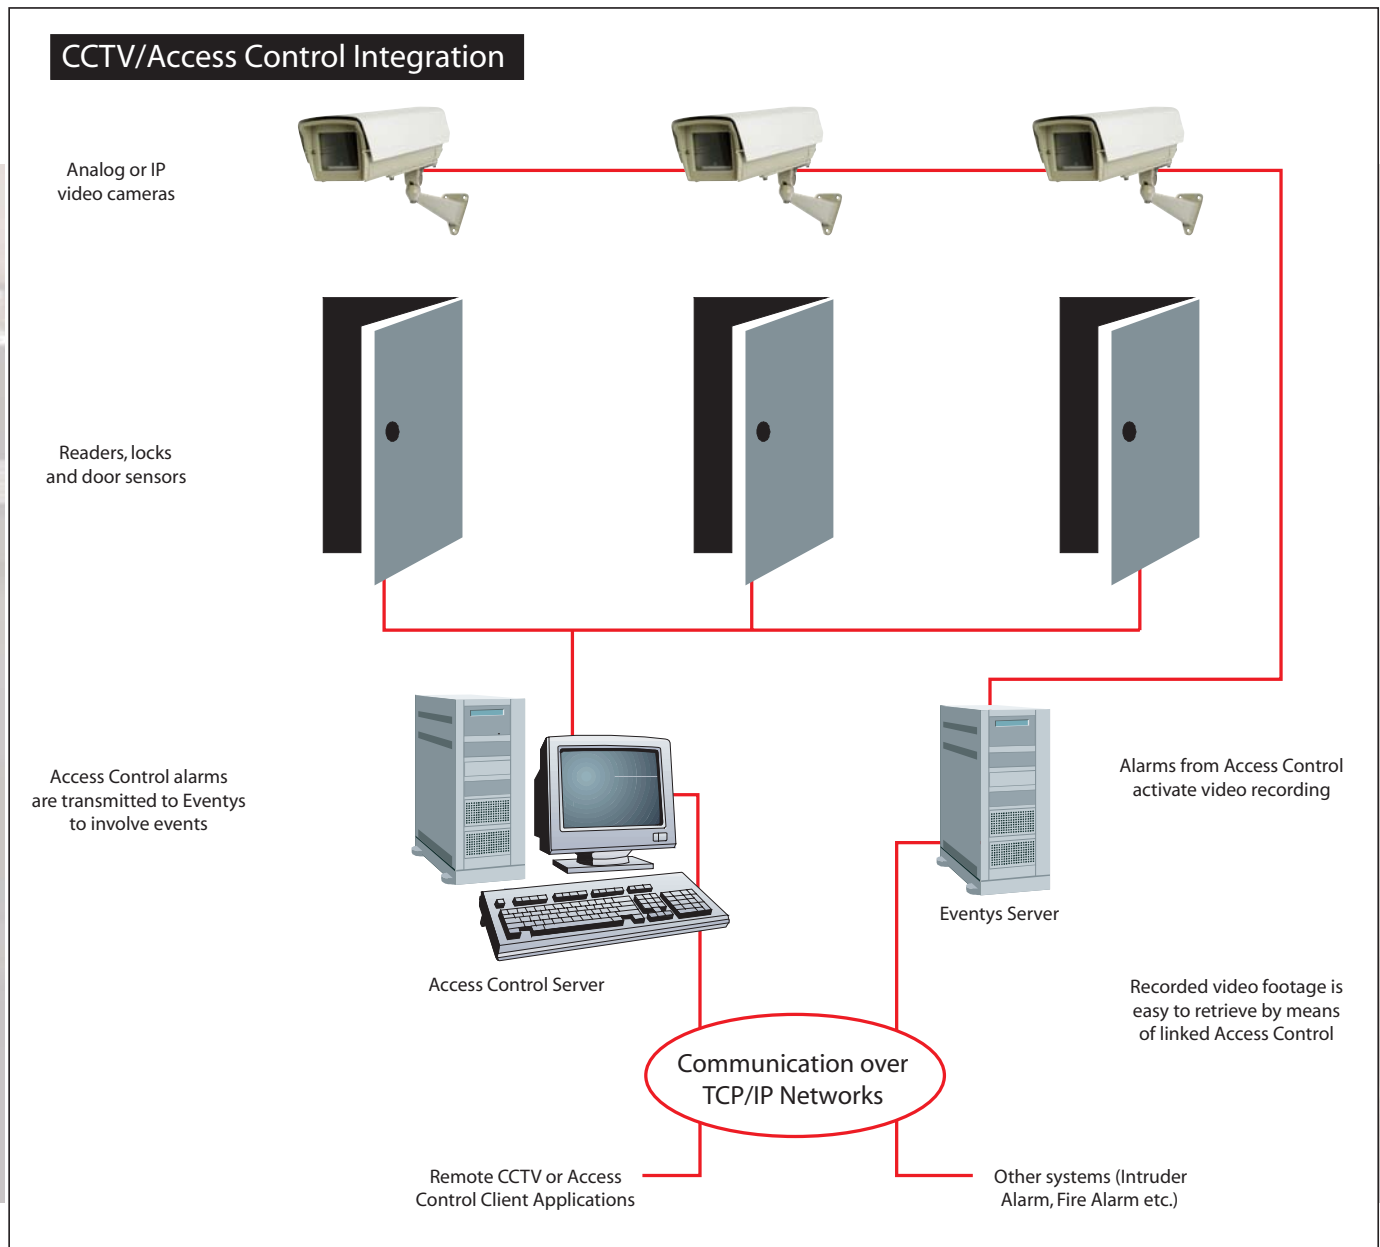 CCTV/Access Control Integration
Analog or IP
video cameras
Readers, locks
and door sensors
Access Control alarms
are transmitted to Eventys
to involve events
Alarms from Access Control
activate video recording
Eventys Server
Access Control Server
Recorded video footage is
easy to retrieve by means
of linked Access Control
Communication over
TCP/IP Networks
Remote CCTV or Access
Control Client Applications
Other systems (Intruder
Alarm, Fire Alarm etc.)